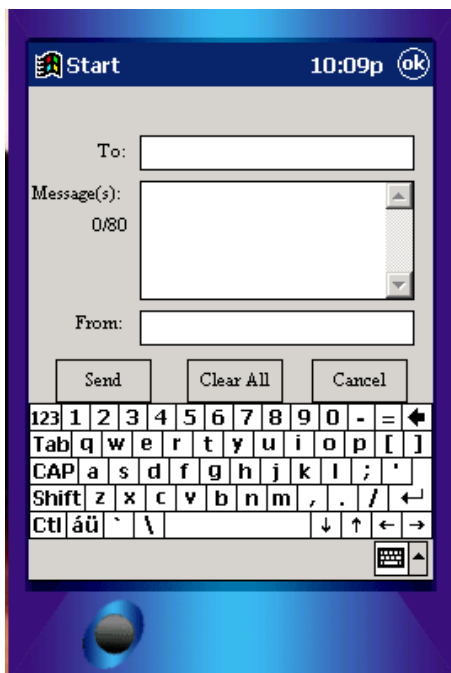 Start 10:09p ok
To:
Message(s):
0/80
From:
Send Clear All Cancel
123 1 2 3 4 5 6 7 8 9 0 - = ←
Tab q w e r t y u i o p [ ]
CAP a s d f g h j k l ; '
Shift z x c v b n m , . / ↵
Ctl áü ` \ ↓ ↑ ← →